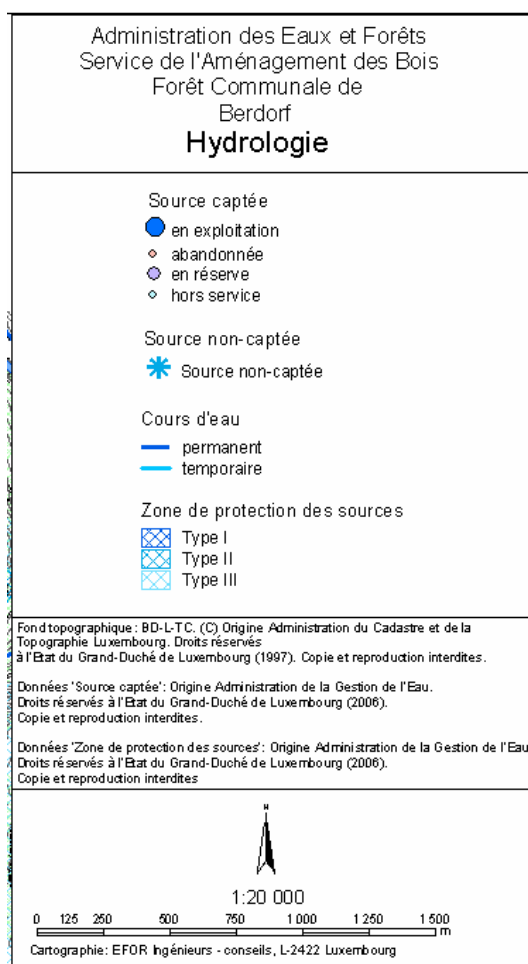 Administration des Eaux et Forêts
Service de l'Aménagement des Bois
Forêt Communale de
Berdorf
Hydrologie
Source captée
en exploitation
abandonnée
en réserve
hors service
Source non-captée
Source non-captée
Cours d'eau
permanent
temporaire
Zone de protection des sources
Type I
Type II
Type III
Fond topographique: BD-L-TC. (C) Origine Administration du Cadastre et de la
Topographie Luxembourg. Droits réservés
à l'Etat du Grand-Duché de Luxembourg (1997). Copie et reproduction interdites.
Données 'Source captée': Origine Administration de la Gestion de l'Eau.
Droits réservés à l'Etat du Grand-Duché de Luxembourg (2006).
Copie et reproduction interdites.
Données 'Zone de protection des sources': Origine Administration de la Gestion de l'Eau
Droits réservés à l'Etat du Grand-Duché de Luxembourg (2006).
Copie et reproduction interdites
N
1:20 000
0 125 250 500 750 1 000 1 250 1 500
m
Cartographie: EFOR Ingénieurs - conseils, L-2422 Luxembourg